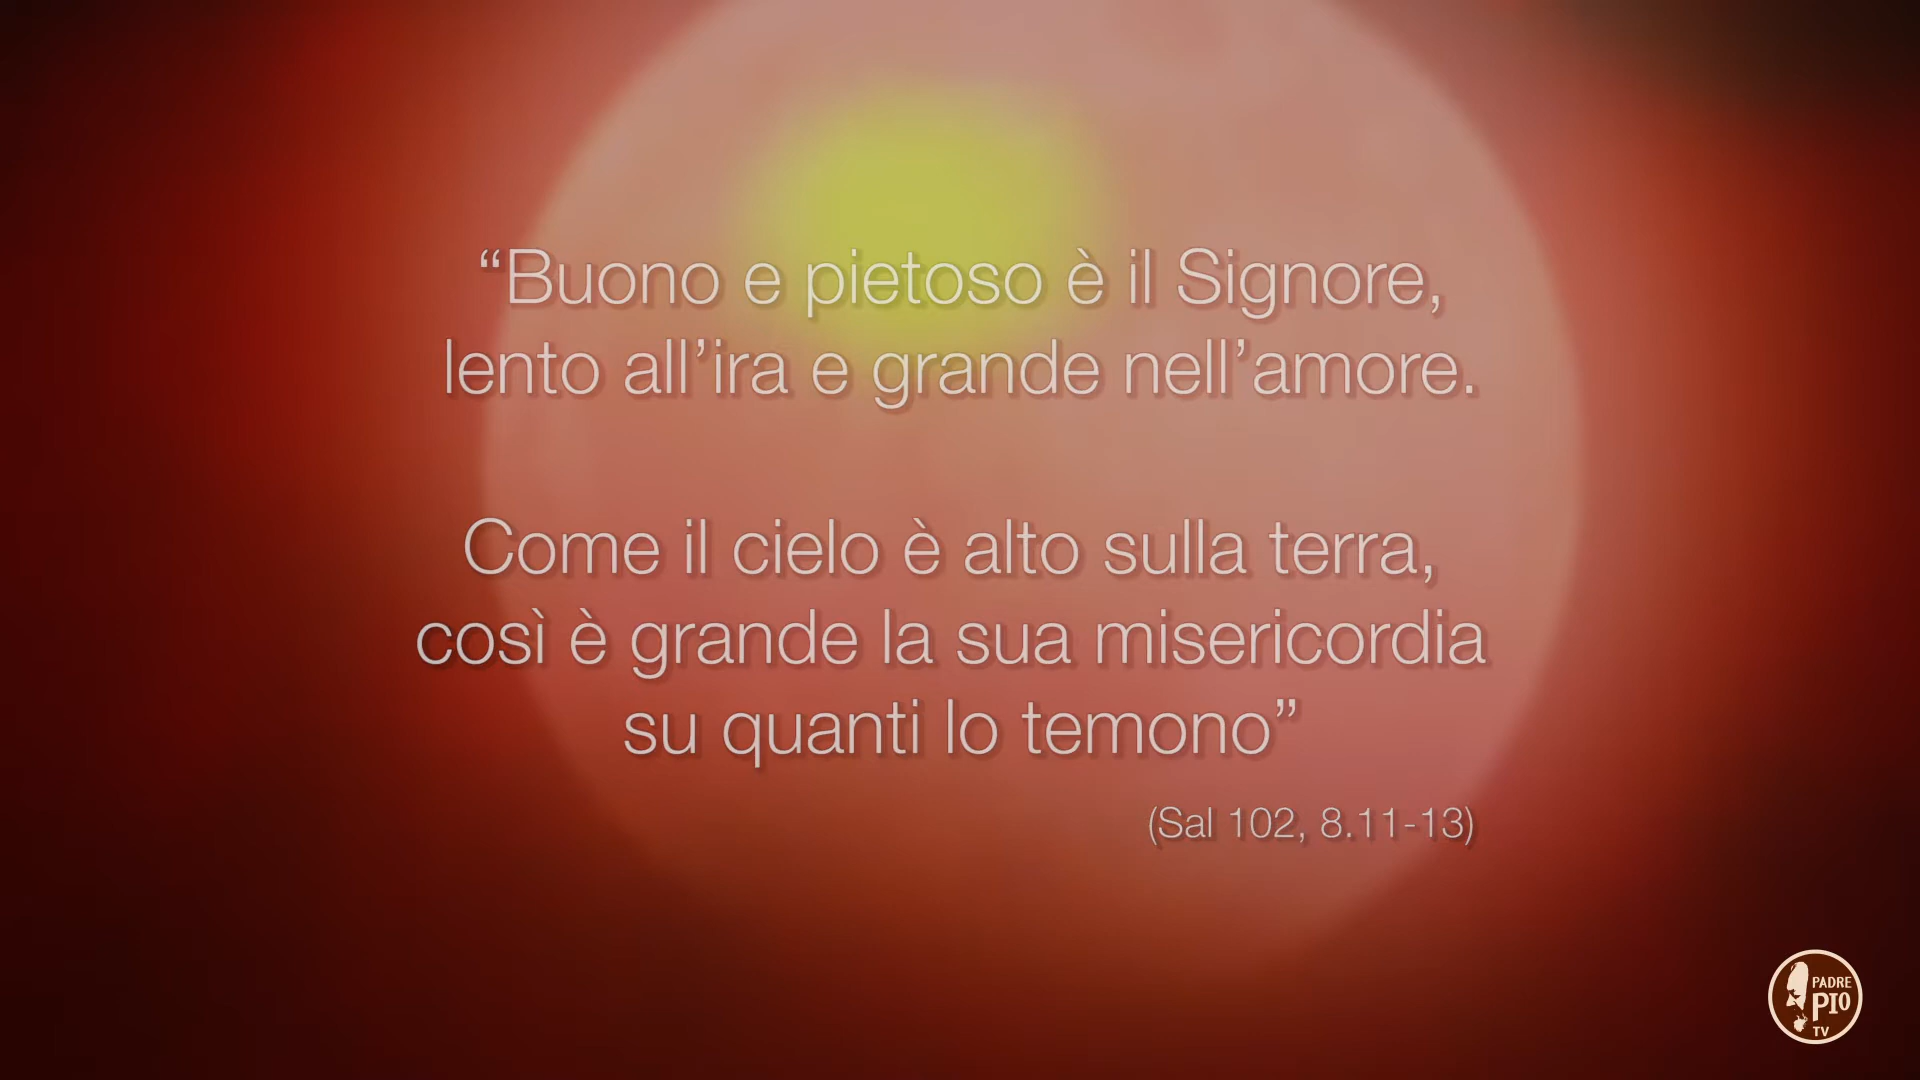 “Buono e pietoso è il Signore,
lento all’ira e grande nell’amore.
Come il cielo è alto sulla terra,
così è grande la sua misericordia
su quanti lo temono”
(Sal 102, 8.11-13)
PADRE
PIO
TV